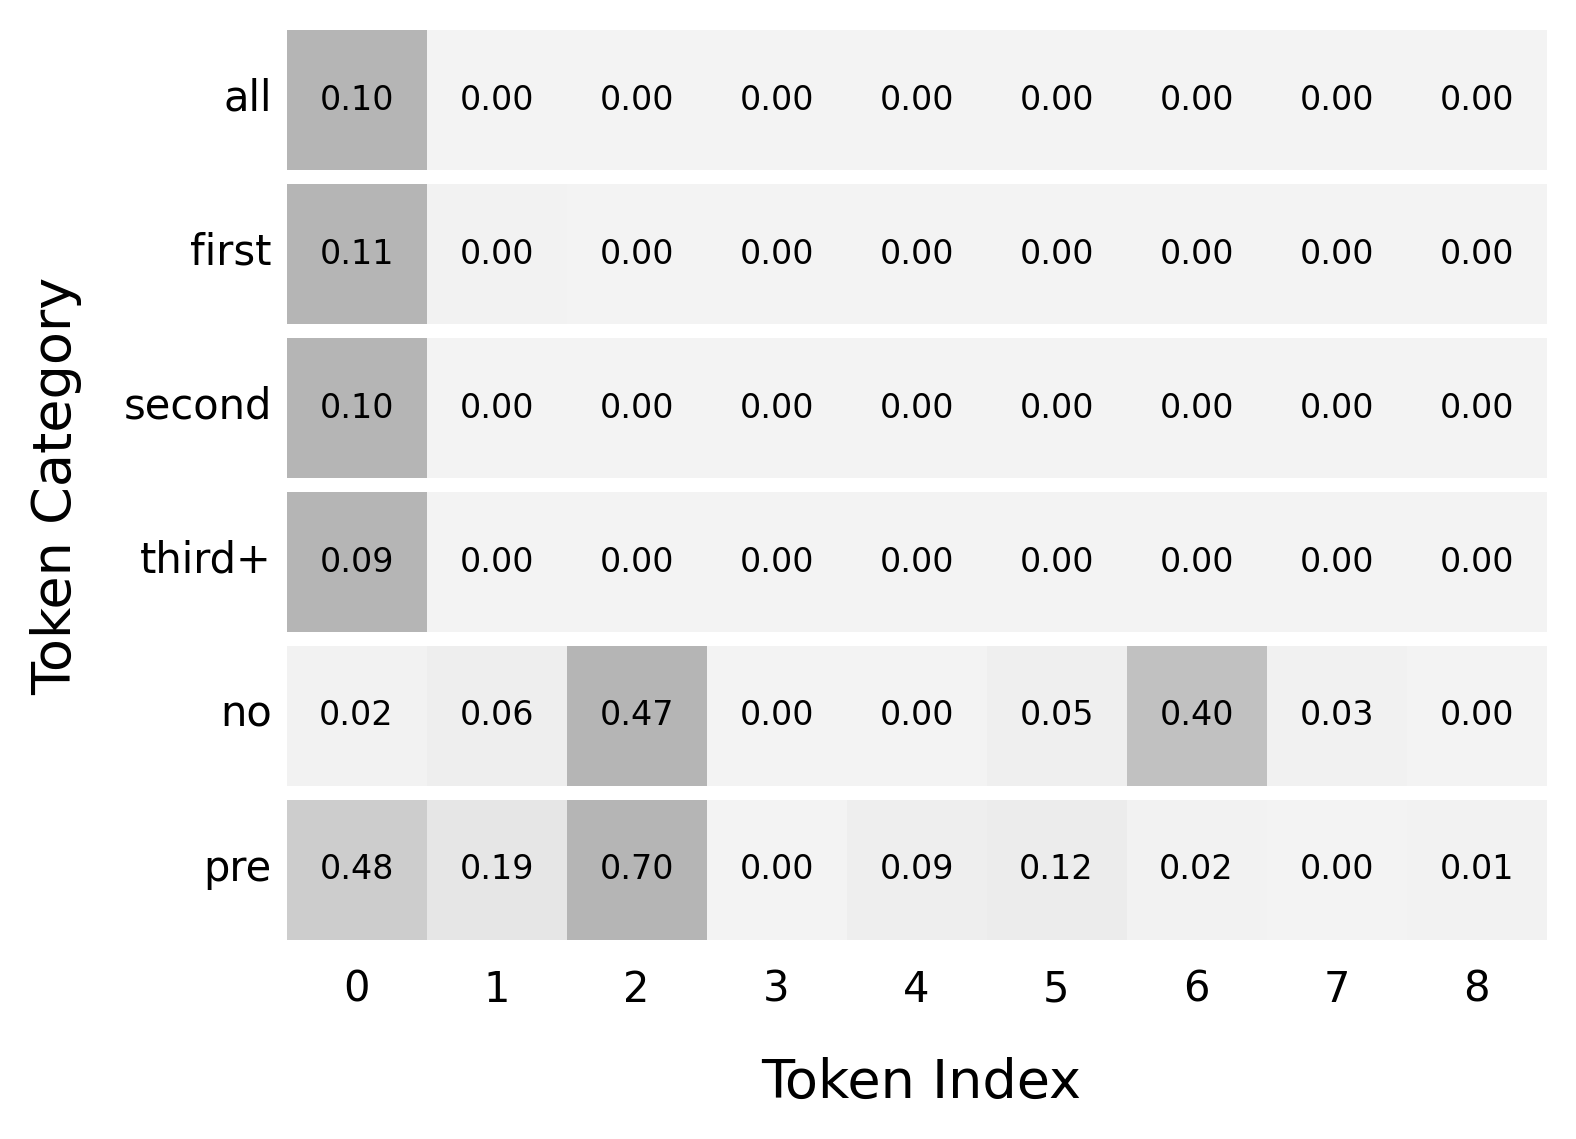 Token Category
all 0.10 0.00 0.00 0.00 0.00 0.00 0.00 0.00 0.00
first 0.11 0.00 0.00 0.00 0.00 0.00 0.00 0.00 0.00
second 0.10 0.00 0.00 0.00 0.00 0.00 0.00 0.00 0.00
third+ 0.09 0.00 0.00 0.00 0.00 0.00 0.00 0.00 0.00
no 0.02 0.06 0.47 0.00 0.00 0.05 0.40 0.03 0.00
pre 0.48 0.19 0.70 0.00 0.09 0.12 0.02 0.00 0.01
0 1 2 3 4 5 6 7 8
Token Index